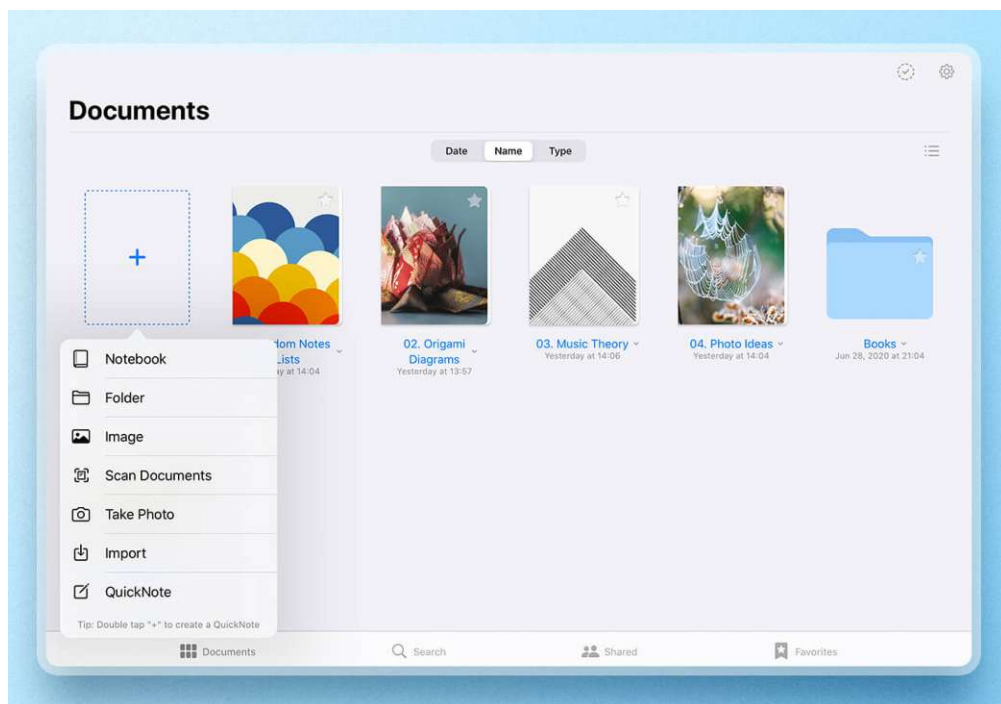 Documents
Date Name Type
dom Notes
Lists
ay at 14:04
02. Origami
Diagrams
Yesterday at 13:57
03. Music Theory
Yesterday at 14:06
04. Photo Ideas
Yesterday at 14:04
Books
Jun 28, 2020 at 21:04
Notebook
Folder
Image
Scan Documents
Take Photo
Import
QuickNote
Tip: Double tap "+" to create a QuickNote
Documents Search Shared Favorites